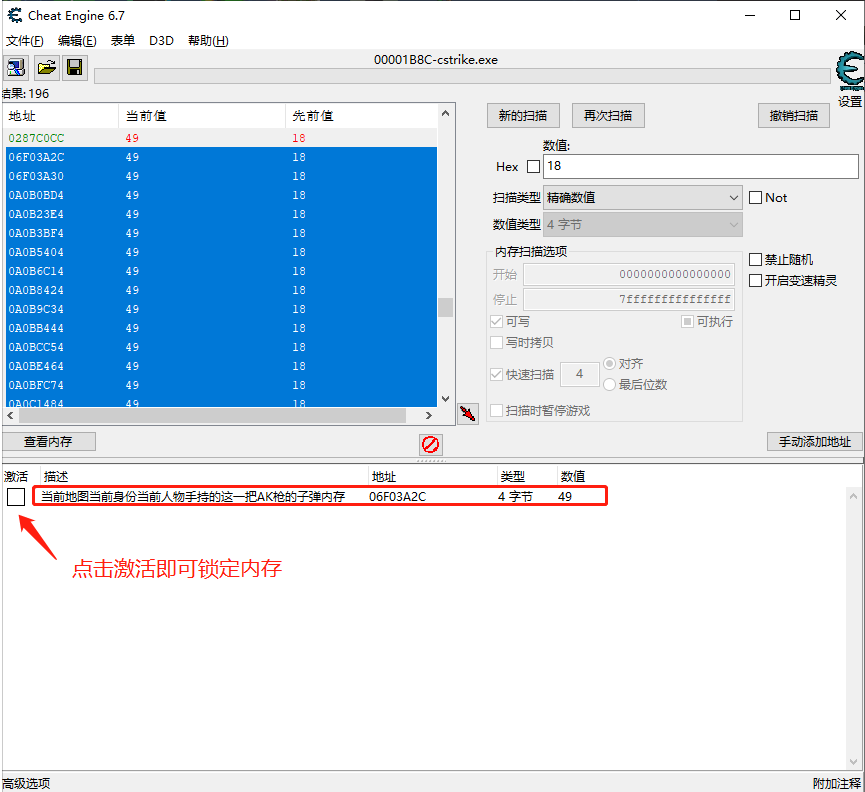 Cheat Engine 6.7
文件(F) 编辑(E) 表单 D3D 帮助(H)
00001B8C-cstrike.exe
结果: 196
设置
地址 当前值 先前值
0287C0CC 49 18
06F03A2C 49 18
06F03A30 49 18
0A0B0BD4 49 18
0A0B23E4 49 18
0A0B3BF4 49 18
0A0B5404 49 18
0A0B6C14 49 18
0A0B8424 49 18
0A0B9C34 49 18
0A0BB444 49 18
0A0BCC54 49 18
0A0BE464 49 18
0A0BFC74 49 18
0A0C1484 49 18
新的扫描 再次扫描 撤销扫描
数值:
Hex 18
扫描类型 精确数值 Not
数值类型 4 字节
内存扫描选项
开始 0000000000000000
停止 7fffffffffffffff
可写 可执行
写时拷贝
快速扫描 4 对齐
最后位数
扫描时暂停游戏
禁止随机
开启变速精灵
查看内存 手动添加地址
激活 描述 地址 类型 数值
当前地图当前身份当前人物手持的这一把AK枪的子弹内存 06F03A2C 4 字节 49
点击激活即可锁定内存
高级选项 附加注释